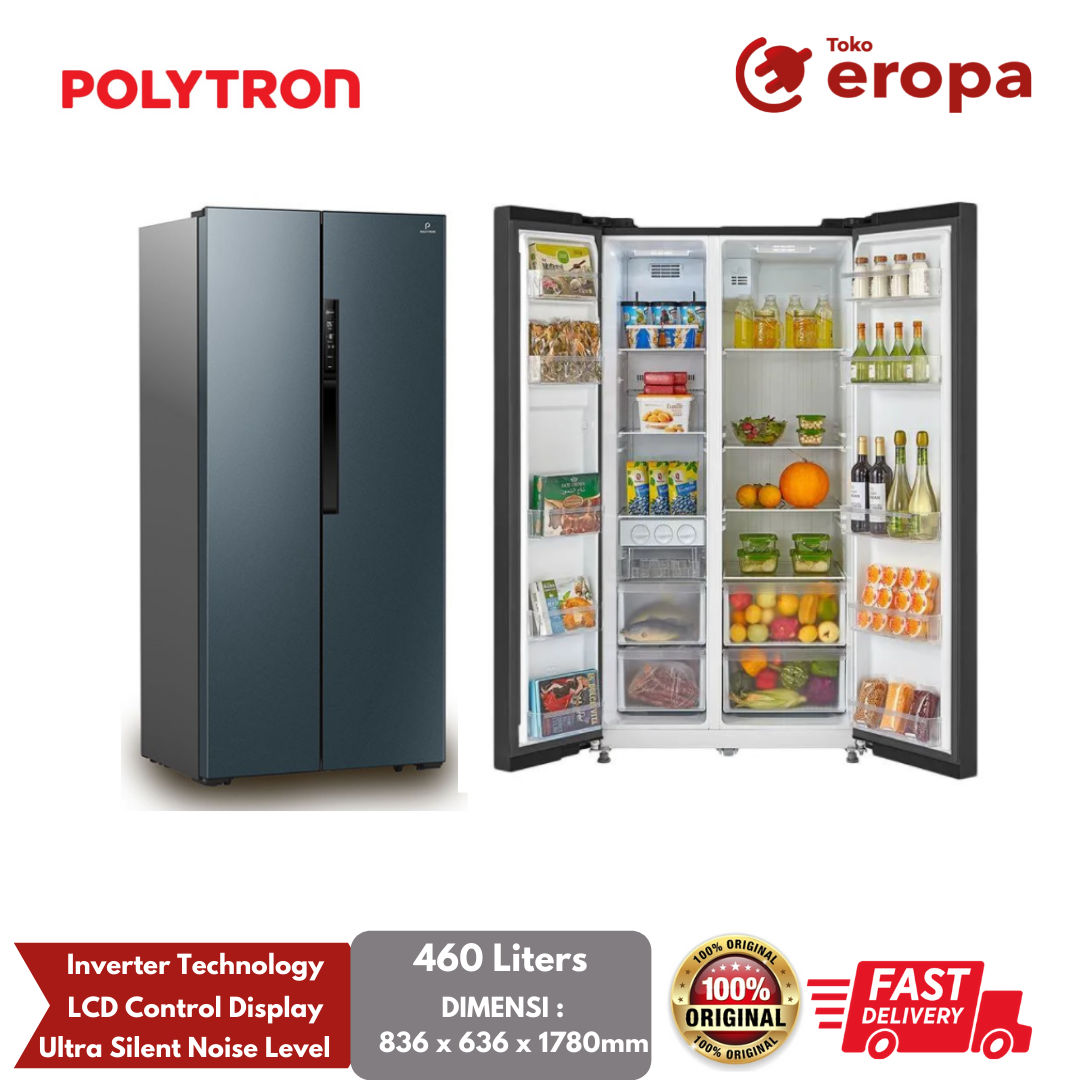 POLYTRON
Toko
eropa
POLYTRON
Inverter Technology
LCD Control Display
Ultra Silent Noise Level
460 Liters
DIMENSI :
836 x 636 x 1780mm
100% ORIGINAL
100%
ORIGINAL
100% ORIGINAL
FAST
DELIVERY